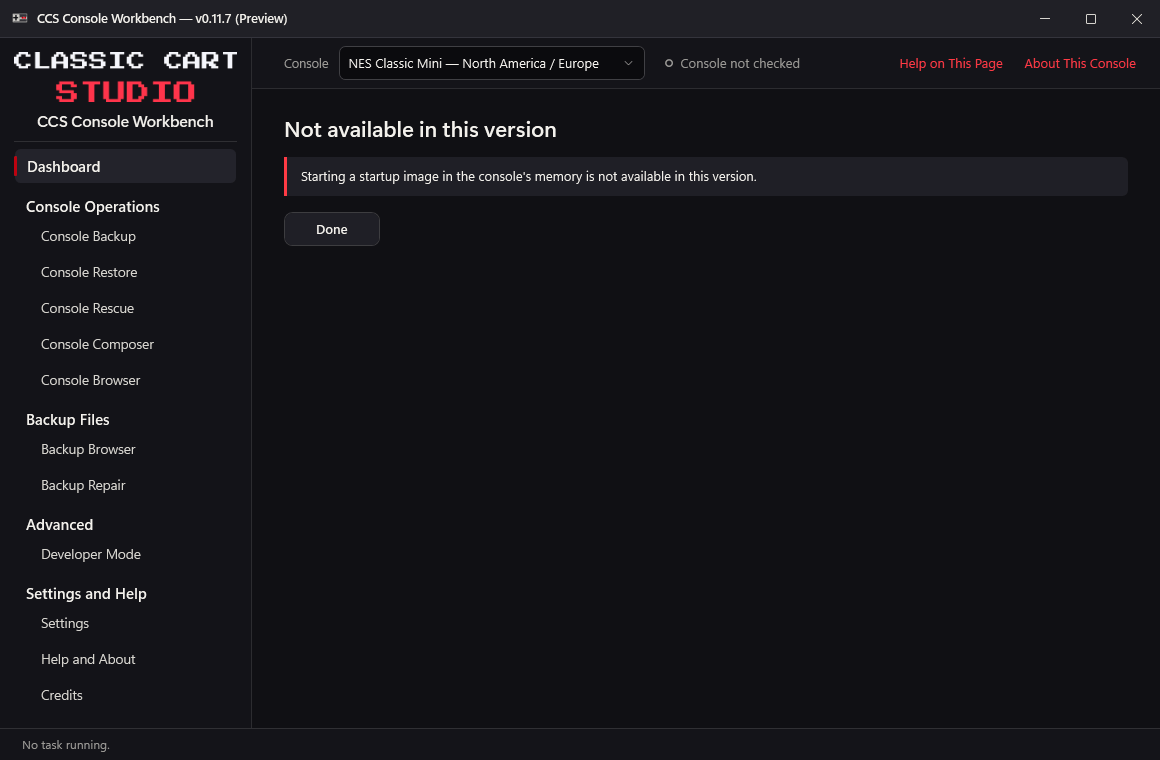 CCS Console Workbench — v0.11.7 (Preview)
CLASSIC CART
STUDIO
CCS Console Workbench
Dashboard
Console Operations
Console Backup
Console Restore
Console Rescue
Console Composer
Console Browser
Backup Files
Backup Browser
Backup Repair
Advanced
Developer Mode
Settings and Help
Settings
Help and About
Credits
Console NES Classic Mini — North America / Europe Console not checked Help on This Page About This Console
Not available in this version
Starting a startup image in the console's memory is not available in this version.
Done
No task running.